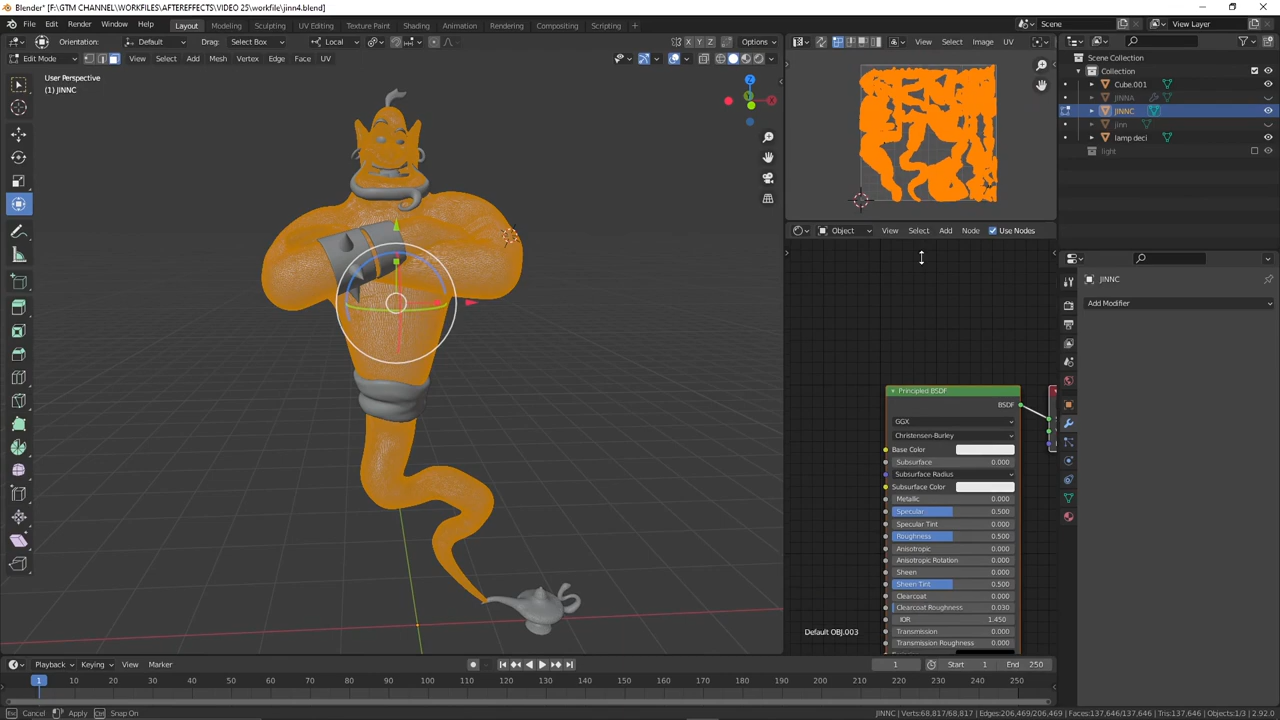 Blender* [F:\GTM CHANNEL\WORKFILES\AFTEREFFECTS\VIDEO 25\workfile\jinn4.blend]
File Edit Render Window Help Layout Modeling Sculpting UV Editing Texture Paint Shading Animation Rendering Compositing Scripting Scene View Layer
Orientation: Default Drag: Select Box Local X Y Z Options View Select Image UV
Edit Mode View Select Add Mesh Vertex Edge Face UV
User Perspective
(1) JINNC
Scene Collection
Collection
Cube.001
JINNA
JINNC
jinn
lamp deci
light
Z
X
Object View Select Add Node Use Nodes
JINNC
Add Modifier
Principled BSDF
BSDF
GGX
Christensen-Burley
Base Color
Subsurface 0.000
Subsurface Radius
Subsurface Color
Metallic 0.000
Specular 0.500
Specular Tint 0.000
Roughness 0.500
Anisotropic 0.000
Anisotropic Rotation 0.000
Sheen 0.000
Sheen Tint 0.500
Clearcoat 0.000
Clearcoat Roughness 0.030
IOR 1.450
Transmission 0.000
Transmission Roughness 0.000
Default OBJ.003
Playback Keying View Marker 1 Start 1 End 250
1 10 20 30 40 50 60 70 80 90 100 110 120 130 140 150 160 170 180 190 200 210 220 230 240 250
Cancel Apply Snap On JINNC | Verts:68,817/68,817 | Edges:206,469/206,469 | Faces:137,646/137,646 | Tris:137,646 | Objects:1/3 | 2.92.0